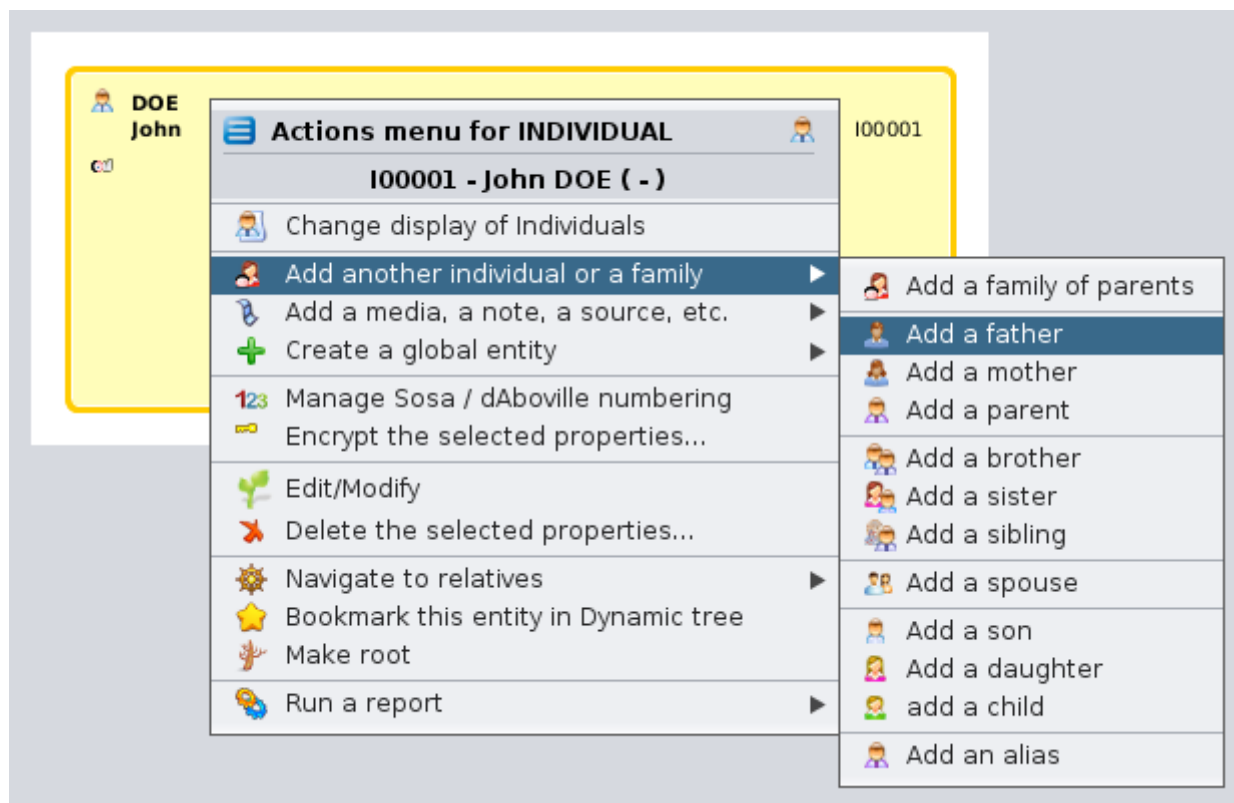 DOE
John
I00001
Actions menu for INDIVIDUAL
I00001 - John DOE ( - )
Change display of Individuals
Add another individual or a family
Add a media, a note, a source, etc.
Create a global entity
123 Manage Sosa / dAboville numbering
Encrypt the selected properties...
Edit/Modify
Delete the selected properties...
Navigate to relatives
Bookmark this entity in Dynamic tree
Make root
Run a report
Add a family of parents
Add a father
Add a mother
Add a parent
Add a brother
Add a sister
Add a sibling
Add a spouse
Add a son
Add a daughter
add a child
Add an alias